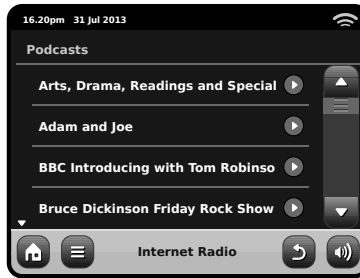 16.20pm 31 Jul 2013
Podcasts
Arts, Drama, Readings and Special
Adam and Joe
BBC Introducing with Tom Robinso
Bruce Dickinson Friday Rock Show
Internet Radio